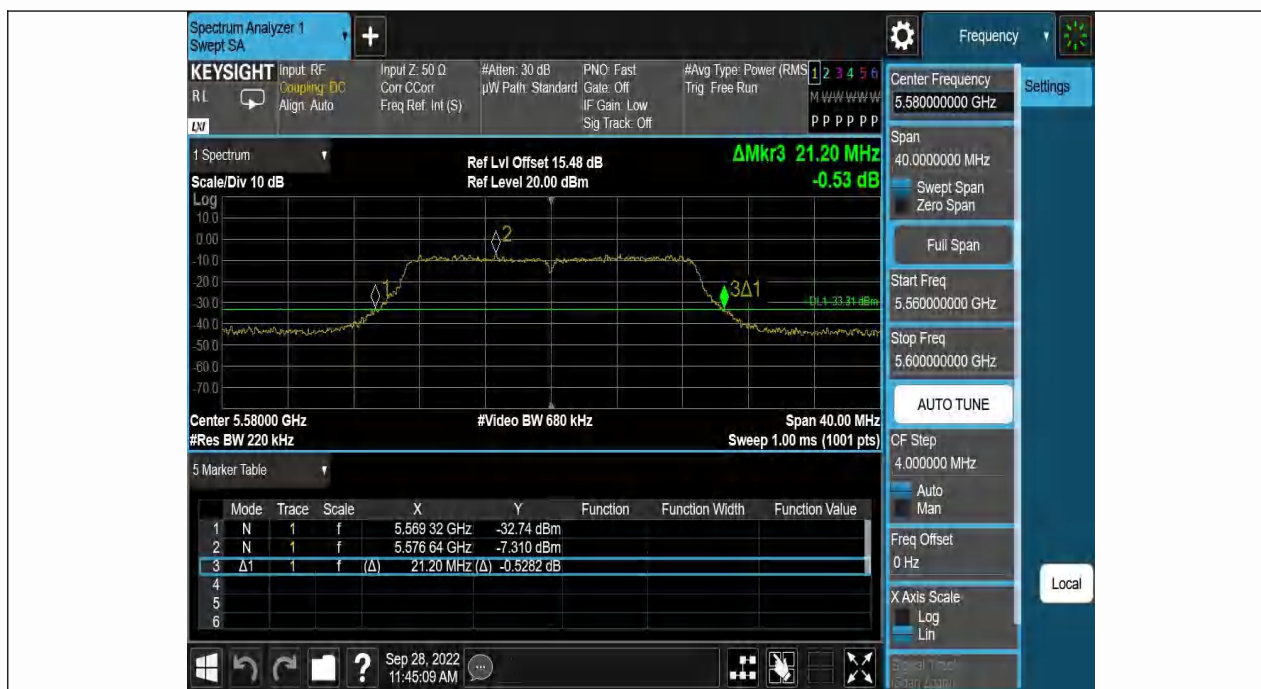 Spectrum Analyzer 1
Swept SA
+
Frequency
KEYSIGHT
RL
LXI
Input: RF
Coupling: DC
Align: Auto
Input Z: 50 Ω
Corr CCorr
Freq Ref: Int (S)
#Atten: 30 dB
µW Path: Standard
PNO: Fast
Gate: Off
IF Gain: Low
Sig Track: Off
#Avg Type: Power (RMS
Trig: Free Run
1 2 3 4 5 6
M W W W W W
P P P P P P
1 Spectrum
Scale/Div 10 dB
Ref Lvl Offset 15.48 dB
Ref Level 20.00 dBm
ΔMkr3 21.20 MHz
-0.53 dB
Log
10.0
0.00
-10.0
-20.0
-30.0
-40.0
-50.0
-60.0
-70.0
1
2
3Δ1
DL1 -33.31 dBm
Center 5.58000 GHz
#Video BW 680 kHz
Span 40.00 MHz
#Res BW 220 kHz
Sweep 1.00 ms (1001 pts)
5 Marker Table
Mode Trace Scale X Y Function Function Width Function Value
1 N 1 f 5.569 32 GHz -32.74 dBm
2 N 1 f 5.576 64 GHz -7.310 dBm
3 Δ1 1 f (Δ) 21.20 MHz (Δ) -0.5282 dB
4
5
6
?
Sep 28, 2022
11:45:09 AM
Center Frequency
5.580000000 GHz
Settings
Span
40.0000000 MHz
Swept Span
Zero Span
Full Span
Start Freq
5.560000000 GHz
Stop Freq
5.600000000 GHz
AUTO TUNE
CF Step
4.000000 MHz
Auto
Man
Freq Offset
0 Hz
X Axis Scale
Log
Lin
Local